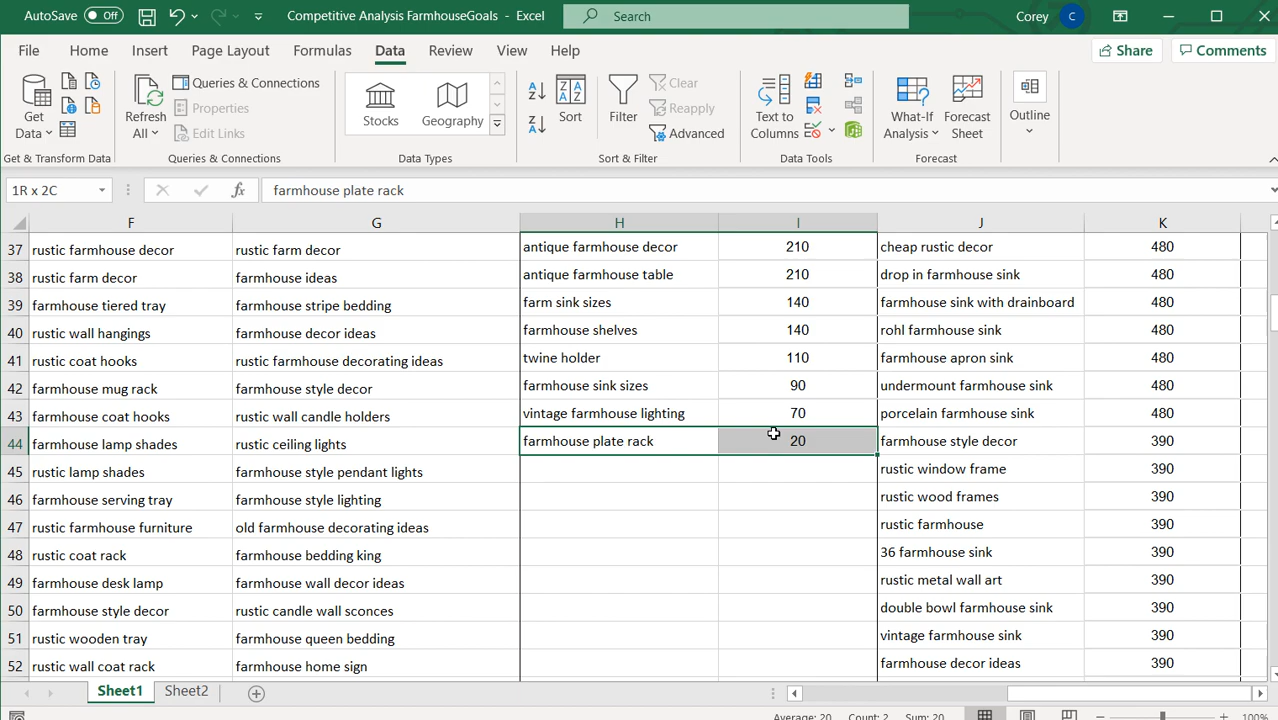 AutoSave Off Competitive Analysis FarmhouseGoals - Excel Search Corey C
File Home Insert Page Layout Formulas Data Review View Help Share Comments
Get Data
Refresh All
Queries & Connections
Properties
Edit Links
Stocks Geography
Sort Filter
Clear
Reapply
Advanced
Text to Columns
What-If Analysis
Forecast Sheet
Outline
Get & Transform Data Queries & Connections Data Types Sort & Filter Data Tools Forecast
1R x 2C fx farmhouse plate rack
F G H I J K
37 rustic farmhouse decor rustic farm decor antique farmhouse decor 210 cheap rustic decor 480
38 rustic farm decor farmhouse ideas antique farmhouse table 210 drop in farmhouse sink 480
39 farmhouse tiered tray farmhouse stripe bedding farm sink sizes 140 farmhouse sink with drainboard 480
40 rustic wall hangings farmhouse decor ideas farmhouse shelves 140 rohl farmhouse sink 480
41 rustic coat hooks rustic farmhouse decorating ideas twine holder 110 farmhouse apron sink 480
42 farmhouse mug rack farmhouse style decor farmhouse sink sizes 90 undermount farmhouse sink 480
43 farmhouse coat hooks rustic wall candle holders vintage farmhouse lighting 70 porcelain farmhouse sink 480
44 farmhouse lamp shades rustic ceiling lights farmhouse plate rack 20 farmhouse style decor 390
45 rustic lamp shades farmhouse style pendant lights rustic window frame 390
46 farmhouse serving tray farmhouse style lighting rustic wood frames 390
47 rustic farmhouse furniture old farmhouse decorating ideas rustic farmhouse 390
48 rustic coat rack farmhouse bedding king 36 farmhouse sink 390
49 farmhouse desk lamp farmhouse wall decor ideas rustic metal wall art 390
50 farmhouse style decor rustic candle wall sconces double bowl farmhouse sink 390
51 rustic wooden tray farmhouse queen bedding vintage farmhouse sink 390
52 rustic wall coat rack farmhouse home sign farmhouse decor ideas 390
Sheet1 Sheet2
Average: 20 Count: 2 Sum: 20 100%